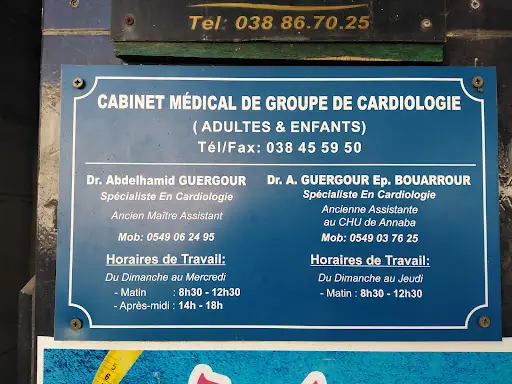 Tél: 038 86.70.25
CABINET MÉDICAL DE GROUPE DE CARDIOLOGIE
( ADULTES & ENFANTS)
Tél/Fax: 038 45 59 50
Dr. Abdelhamid GUERGOUR
Spécialiste En Cardiologie
Ancien Maître Assistant
Mob: 0549 06 24 95
Horaires de Travail:
Du Dimanche au Mercredi
- Matin : 8h30 - 12h30
- Après-midi : 14h - 18h
Dr. A. GUERGOUR Ep. BOUARROUR
Spécialiste En Cardiologie
Ancienne Assistante
au CHU de Annaba
Mob: 0549 03 76 25
Horaires de Travail:
Du Dimanche au Jeudi
- Matin : 8h30 - 12h30